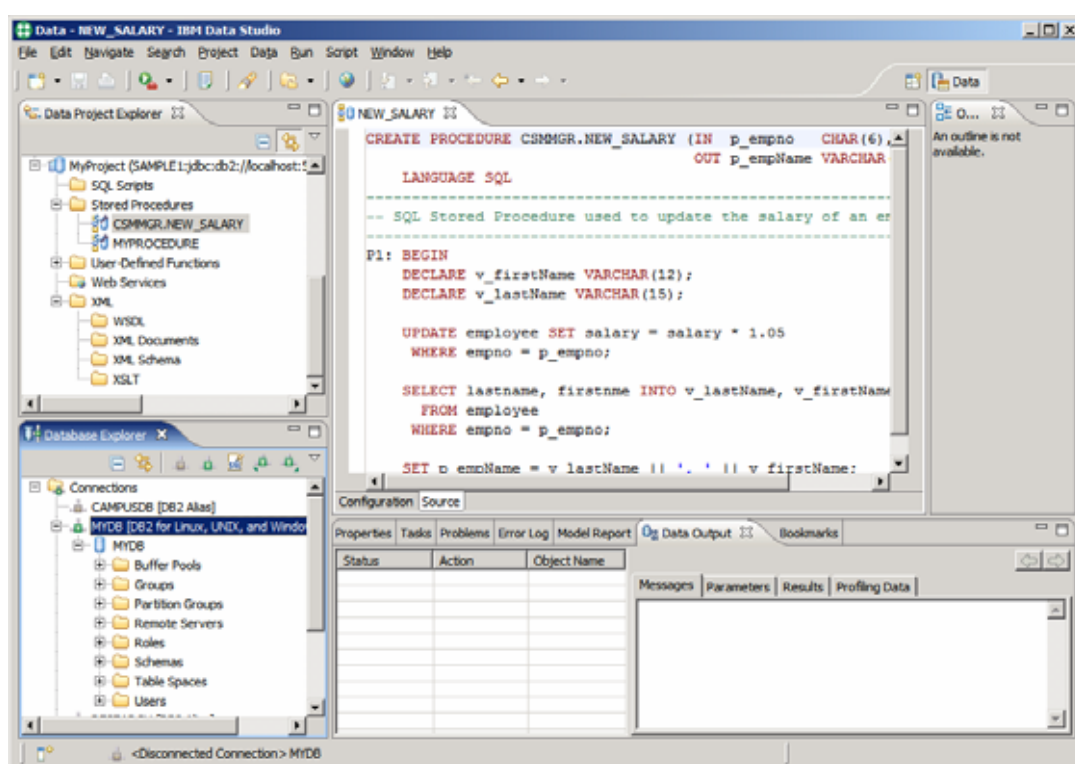 Data - NEW_SALARY - IBM Data Studio
File Edit Navigate Search Project Data Run Script Window Help
Data
Data Project Explorer
MyProject (SAMPLE1:jdbc:db2://localhost:
SQL Scripts
Stored Procedures
CSMMGR.NEW_SALARY
MYPROCEDURE
User-Defined Functions
Web Services
XML
WSDL
XML Documents
XML Schema
XSLT
NEW_SALARY
CREATE PROCEDURE CSMMGR.NEW_SALARY (IN p_empno CHAR(6),
OUT p_empName VARCHAR
LANGUAGE SQL
------------------------------------------------
-- SQL Stored Procedure used to update the salary of an
------------------------------------------------
P1: BEGIN
DECLARE v_firstName VARCHAR(12);
DECLARE v_lastName VARCHAR(15);
UPDATE employee SET salary = salary * 1.05
WHERE empno = p_empno;
SELECT lastname, firstnme INTO v_lastName, v_firstName
FROM employee
WHERE empno = p_empno;
SET p_empName = v_lastName || ', ' || v_firstName;
Configuration Source
O...
An outline is not
available.
Database Explorer
Connections
CAMPUSDB [DB2 Alias]
MYDB [DB2 for Linux, UNIX, and Windo
MYDB
Buffer Pools
Groups
Partition Groups
Remote Servers
Roles
Schemas
Table Spaces
Users
Properties Tasks Problems Error Log Model Report Data Output Bookmarks
Status Action Object Name
Messages Parameters Results Profiling Data
<Disconnected Connection> MYDB